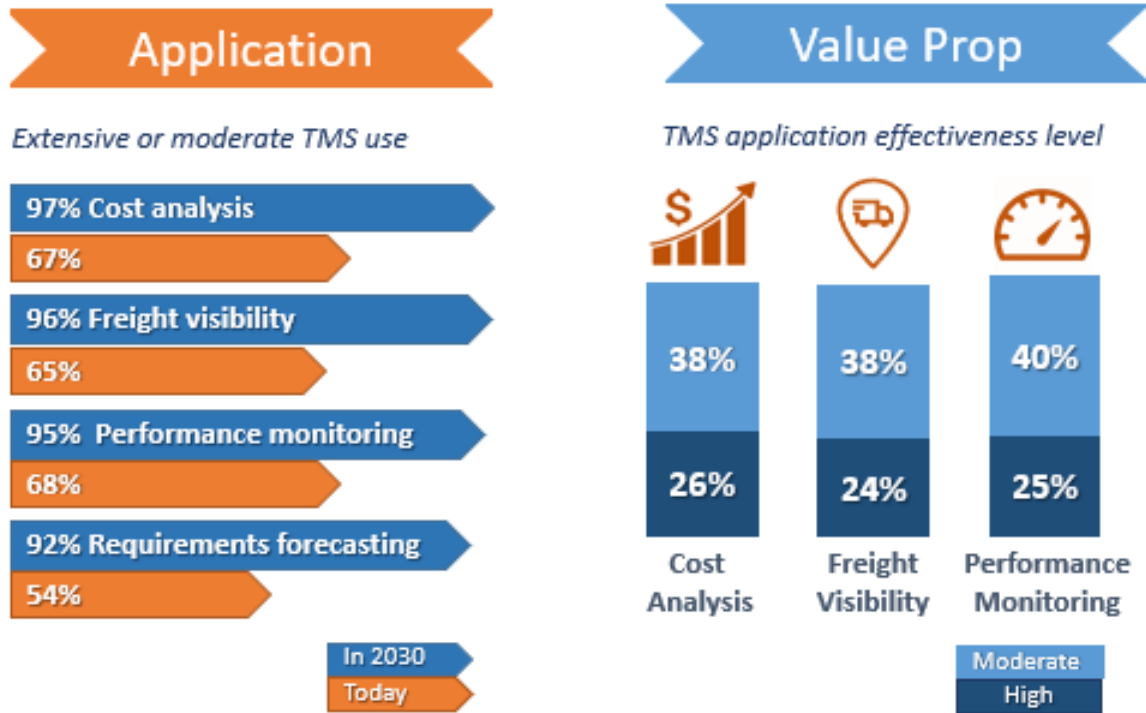 Application
Extensive or moderate TMS use
97% Cost analysis
67%
96% Freight visibility
65%
95% Performance monitoring
68%
92% Requirements forecasting
54%
In 2030
Today
Value Prop
TMS application effectiveness level
$
38%
26%
Cost
Analysis
38%
24%
Freight
Visibility
40%
25%
Performance
Monitoring
Moderate
High